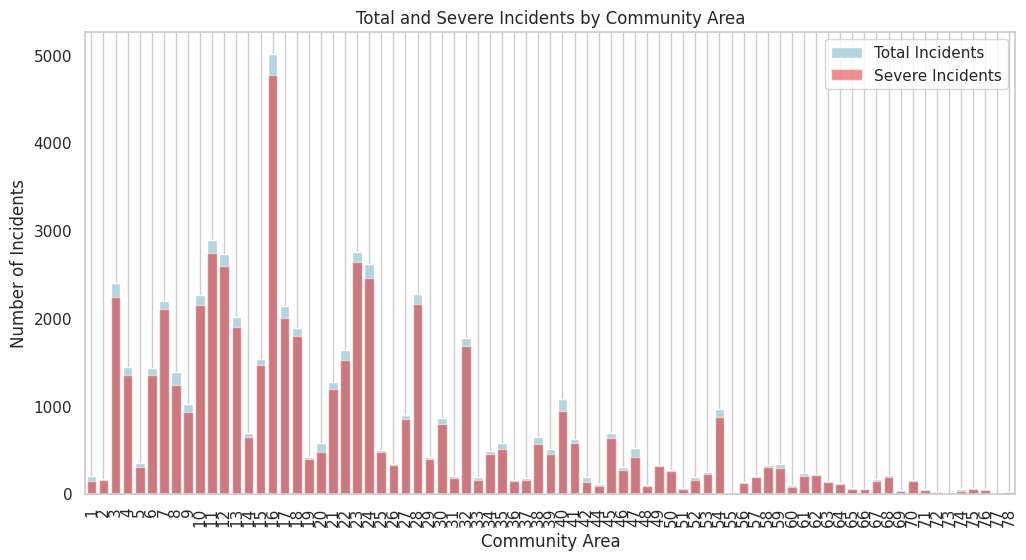 Total and Severe Incidents by Community Area
Total Incidents
Severe Incidents
Number of Incidents
5000
4000
3000
2000
1000
0
1 2 3 4 5 6 7 8 9 10 11 12 13 14 15 16 17 18 19 20 21 22 23 24 25 26 27 28 29 30 31 32 33 34 35 36 37 38 39 40 41 42 44 45 46 47 48 49 50 51 52 53 54 55 56 57 58 59 60 61 62 63 64 65 66 67 68 69 70 71 72 73 74 75 76 77 78
Community Area